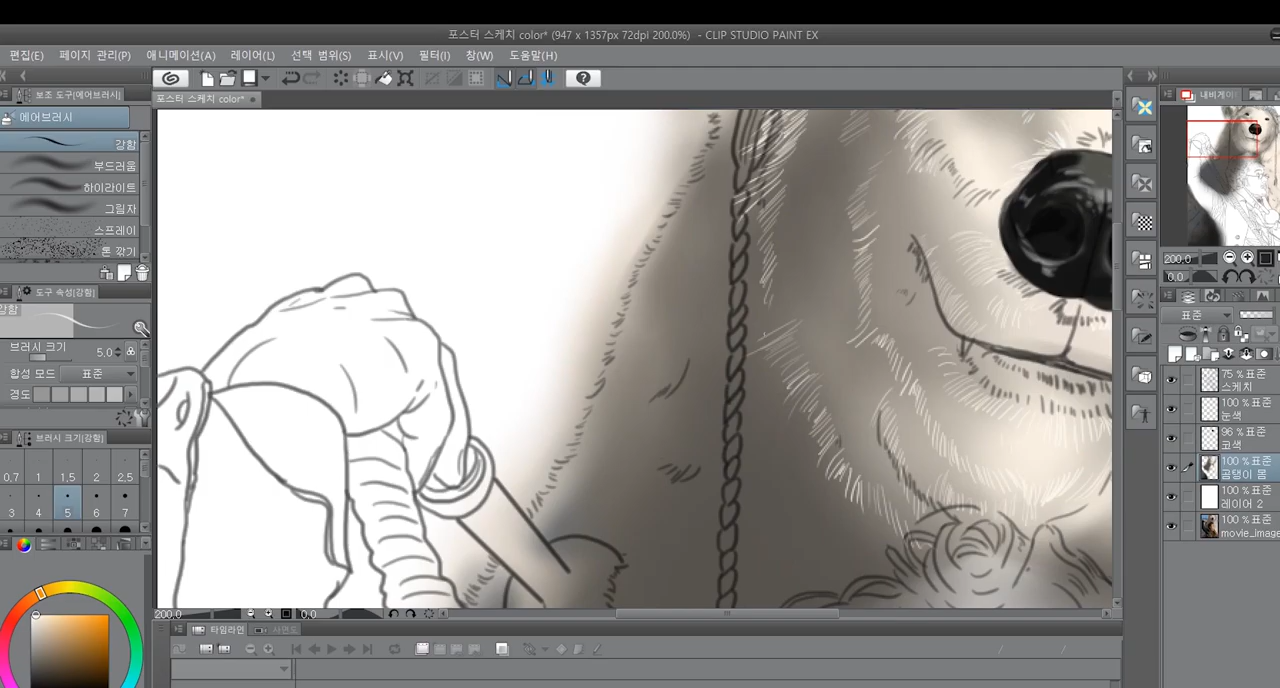 포스터 스케치 color* (947 x 1357px 72dpi 200.0%)  - CLIP STUDIO PAINT EX
편집(E) 페이지 관리(P) 애니메이션(A) 레이어(L) 선택 범위(S) 표시(V) 필터(I) 창(W) 도움말(H)
보조 도구[에어브러시]
포스터 스케치 color*
내비게이
에어브러시
강함
부드러움
하이라이트
그림자
스프레이
톤 깎기
도구 속성[강함]
강함
브러시 크기 5.0
합성 모드 표준
경도
브러시 크기[강함]
0.7 1 1.5 2 2.5
3 4 5 6 7
200.0 0.0
타임라인
200.0
0.0
표준
75 %표준
스케치
100 %표준
눈색
96 %표준
코색
100 %표준
곰탱이 몸
100 %표준
레이어 2
100 %표준
movie_image